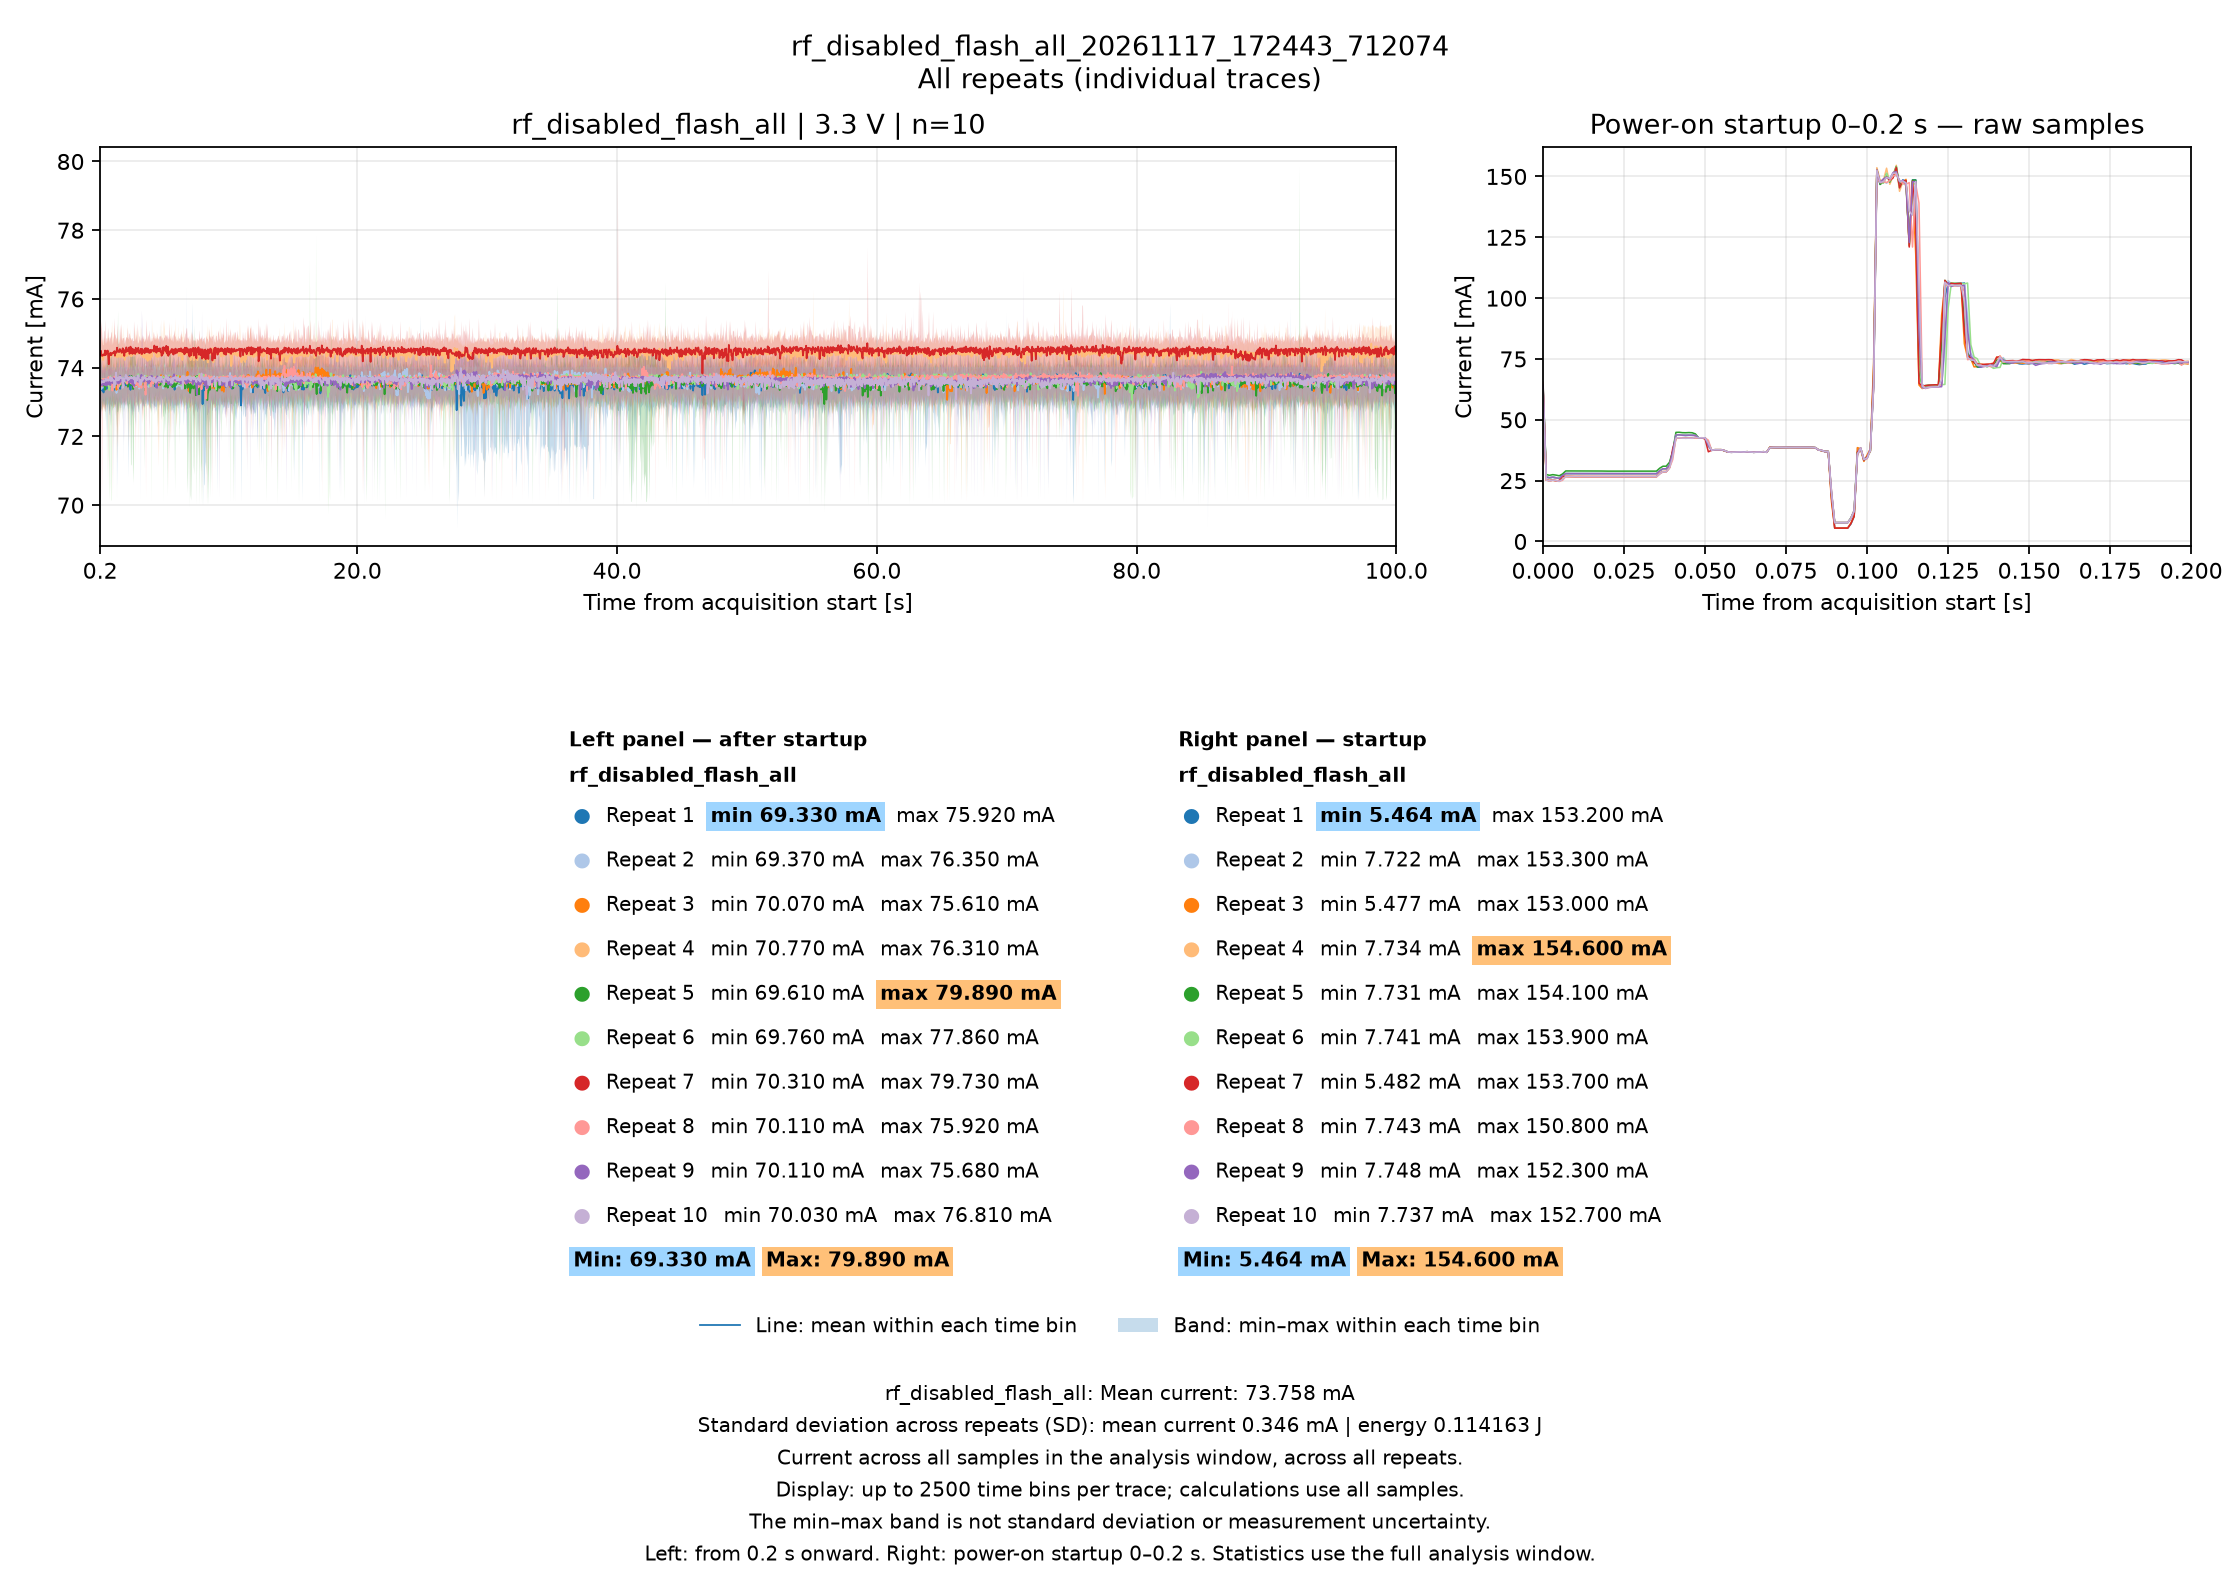 rf_disabled_flash_all_20261117_172443_712074
All repeats (individual traces)
rf_disabled_flash_all | 3.3 V | n=10
80
78
76
74
72
70
Current [mA]
0.2 20.0 40.0 60.0 80.0 100.0
Time from acquisition start [s]
Power-on startup 0–0.2 s — raw samples
150
125
100
75
50
25
0
Current [mA]
0.000 0.025 0.050 0.075 0.100 0.125 0.150 0.175 0.200
Time from acquisition start [s]
Left panel — after startup
rf_disabled_flash_all
Repeat 1 min 69.330 mA max 75.920 mA
Repeat 2 min 69.370 mA max 76.350 mA
Repeat 3 min 70.070 mA max 75.610 mA
Repeat 4 min 70.770 mA max 76.310 mA
Repeat 5 min 69.610 mA max 79.890 mA
Repeat 6 min 69.760 mA max 77.860 mA
Repeat 7 min 70.310 mA max 79.730 mA
Repeat 8 min 70.110 mA max 75.920 mA
Repeat 9 min 70.110 mA max 75.680 mA
Repeat 10 min 70.030 mA max 76.810 mA
Min: 69.330 mA Max: 79.890 mA
Right panel — startup
rf_disabled_flash_all
Repeat 1 min 5.464 mA max 153.200 mA
Repeat 2 min 7.722 mA max 153.300 mA
Repeat 3 min 5.477 mA max 153.000 mA
Repeat 4 min 7.734 mA max 154.600 mA
Repeat 5 min 7.731 mA max 154.100 mA
Repeat 6 min 7.741 mA max 153.900 mA
Repeat 7 min 5.482 mA max 153.700 mA
Repeat 8 min 7.743 mA max 150.800 mA
Repeat 9 min 7.748 mA max 152.300 mA
Repeat 10 min 7.737 mA max 152.700 mA
Min: 5.464 mA Max: 154.600 mA
Line: mean within each time bin
Band: min–max within each time bin
rf_disabled_flash_all: Mean current: 73.758 mA
Standard deviation across repeats (SD): mean current 0.346 mA | energy 0.114163 J
Current across all samples in the analysis window, across all repeats.
Display: up to 2500 time bins per trace; calculations use all samples.
The min–max band is not standard deviation or measurement uncertainty.
Left: from 0.2 s onward. Right: power-on startup 0–0.2 s. Statistics use the full analysis window.